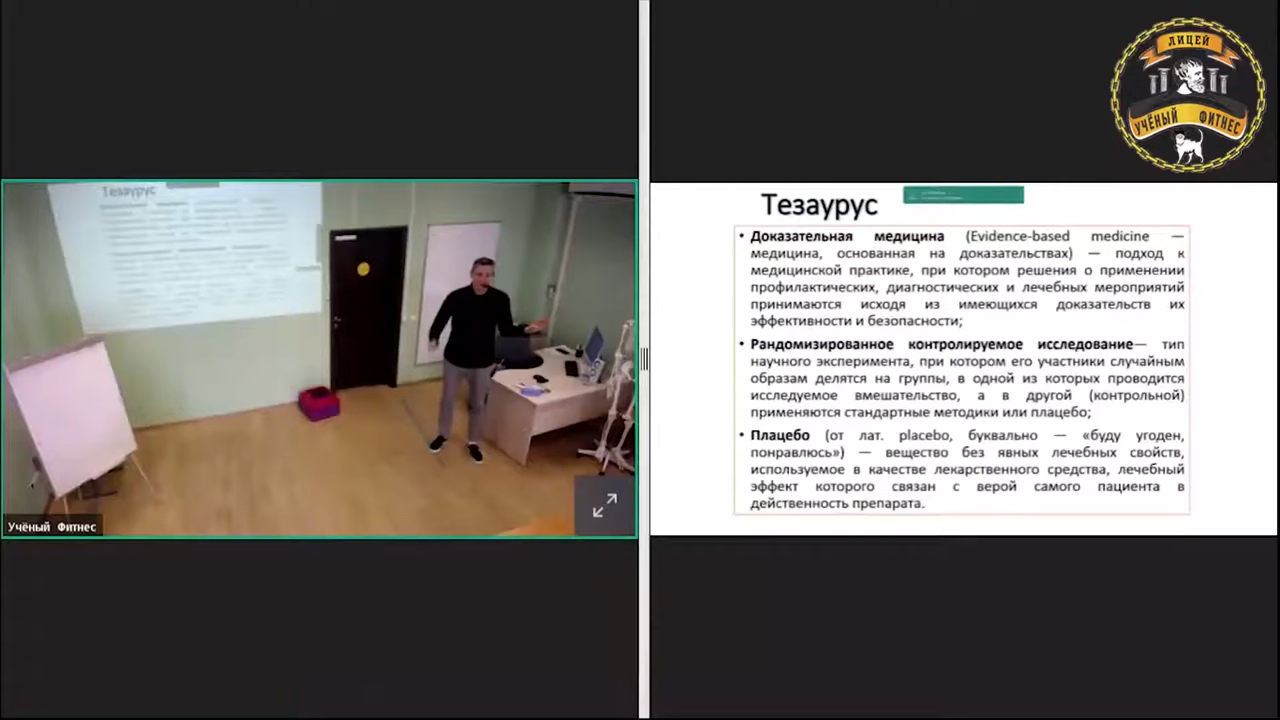 ЛИЦЕЙ
УЧЁНЫЙ ФИТНЕС
Тезаурус
Учёный Фитнес
Тезаурус
• Доказательная медицина (Evidence-based medicine —
медицина, основанная на доказательствах) — подход к
медицинской практике, при котором решения о применении
профилактических, диагностических и лечебных мероприятий
принимаются исходя из имеющихся доказательств их
эффективности и безопасности;
• Рандомизированное контролируемое исследование— тип
научного эксперимента, при котором его участники случайным
образам делятся на группы, в одной из которых проводится
исследуемое вмешательство, а в другой (контрольной)
применяются стандартные методики или плацебо;
• Плацебо (от лат. placebo, буквально — «буду угоден,
понравлюсь») — вещество без явных лечебных свойств,
используемое в качестве лекарственного средства, лечебный
эффект которого связан с верой самого пациента в
действенность препарата.